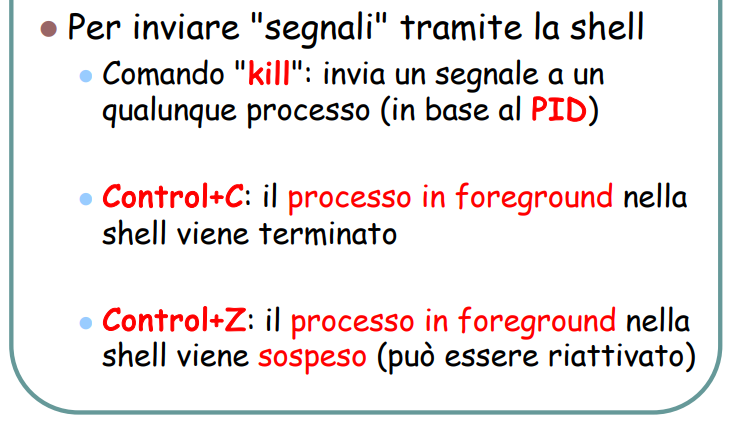 Per inviare "segnali" tramite la shell
Comando "kill": invia un segnale a un
qualunque processo (in base al PID)
Control+C: il processo in foreground nella
shell viene terminato
Control+Z: il processo in foreground nella
shell viene sospeso (può essere riattivato)